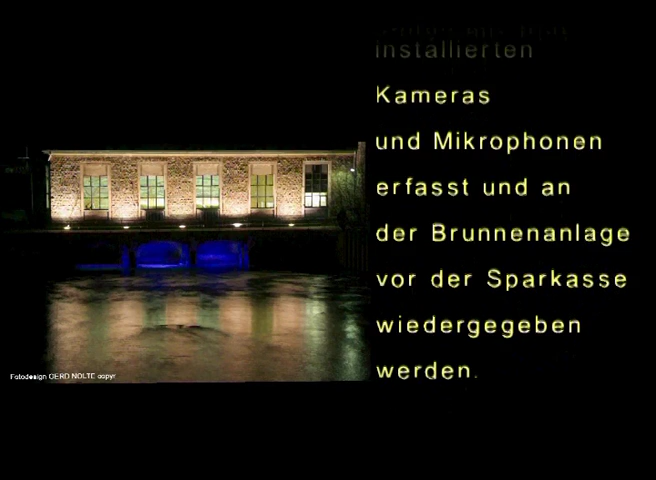 installierten
Kameras
und Mikrophonen
erfasst und an
der Brunnenanlage
vor der Sparkasse
wiedergegeben
werden.
Fotodesign GERD NOLTE copyr